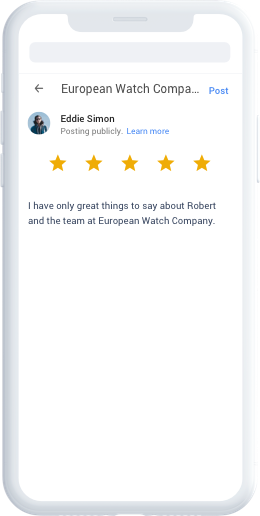 European Watch Compa...
Post
Eddie Simon
Posting publicly. Learn more
I have only great things to say about Robert
and the team at European Watch Company.